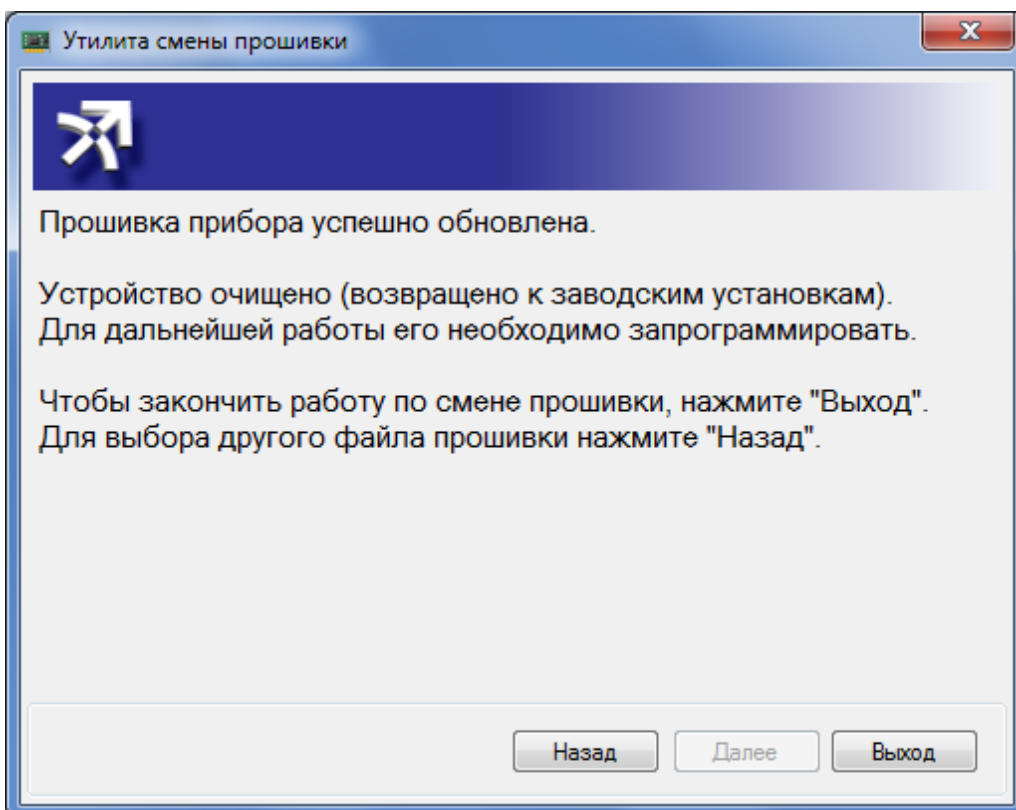 Утилита смены прошивки
Прошивка прибора успешно обновлена.
Устройство очищено (возвращено к заводским установкам).
Для дальнейшей работы его необходимо запрограммировать.
Чтобы закончить работу по смене прошивки, нажмите "Выход".
Для выбора другого файла прошивки нажмите "Назад".
Назад
Далее
Выход